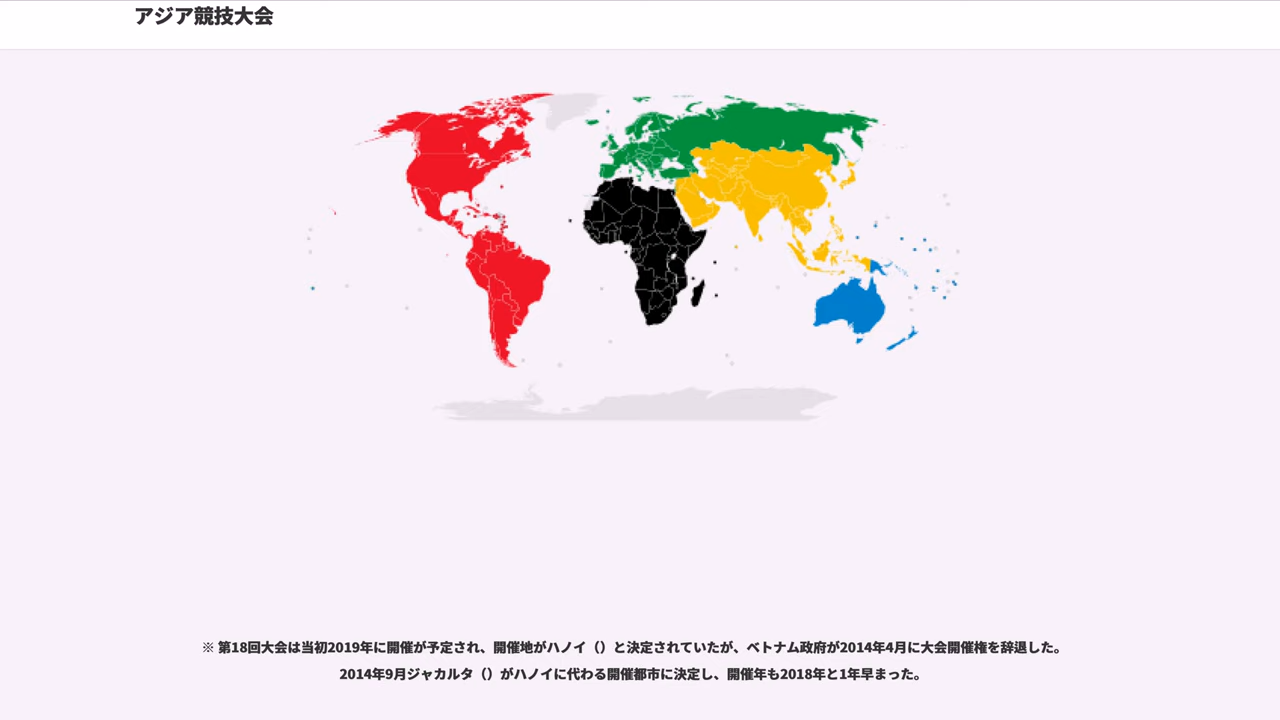 アジア競技大会
※ 第18回大会は当初2019年に開催が予定され、開催地がハノイ（）と決定されていたが、ベトナム政府が2014年4月に大会開催権を辞退した。
2014年9月ジャカルタ（）がハノイに代わる開催都市に決定し、開催年も2018年と1年早まった。